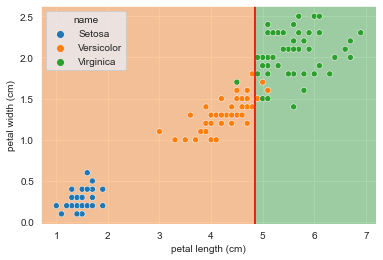 name
Setosa
Versicolor
Virginica
2.5
2.0
1.5
1.0
0.5
0.0
petal width (cm)
1 2 3 4 5 6 7
petal length (cm)